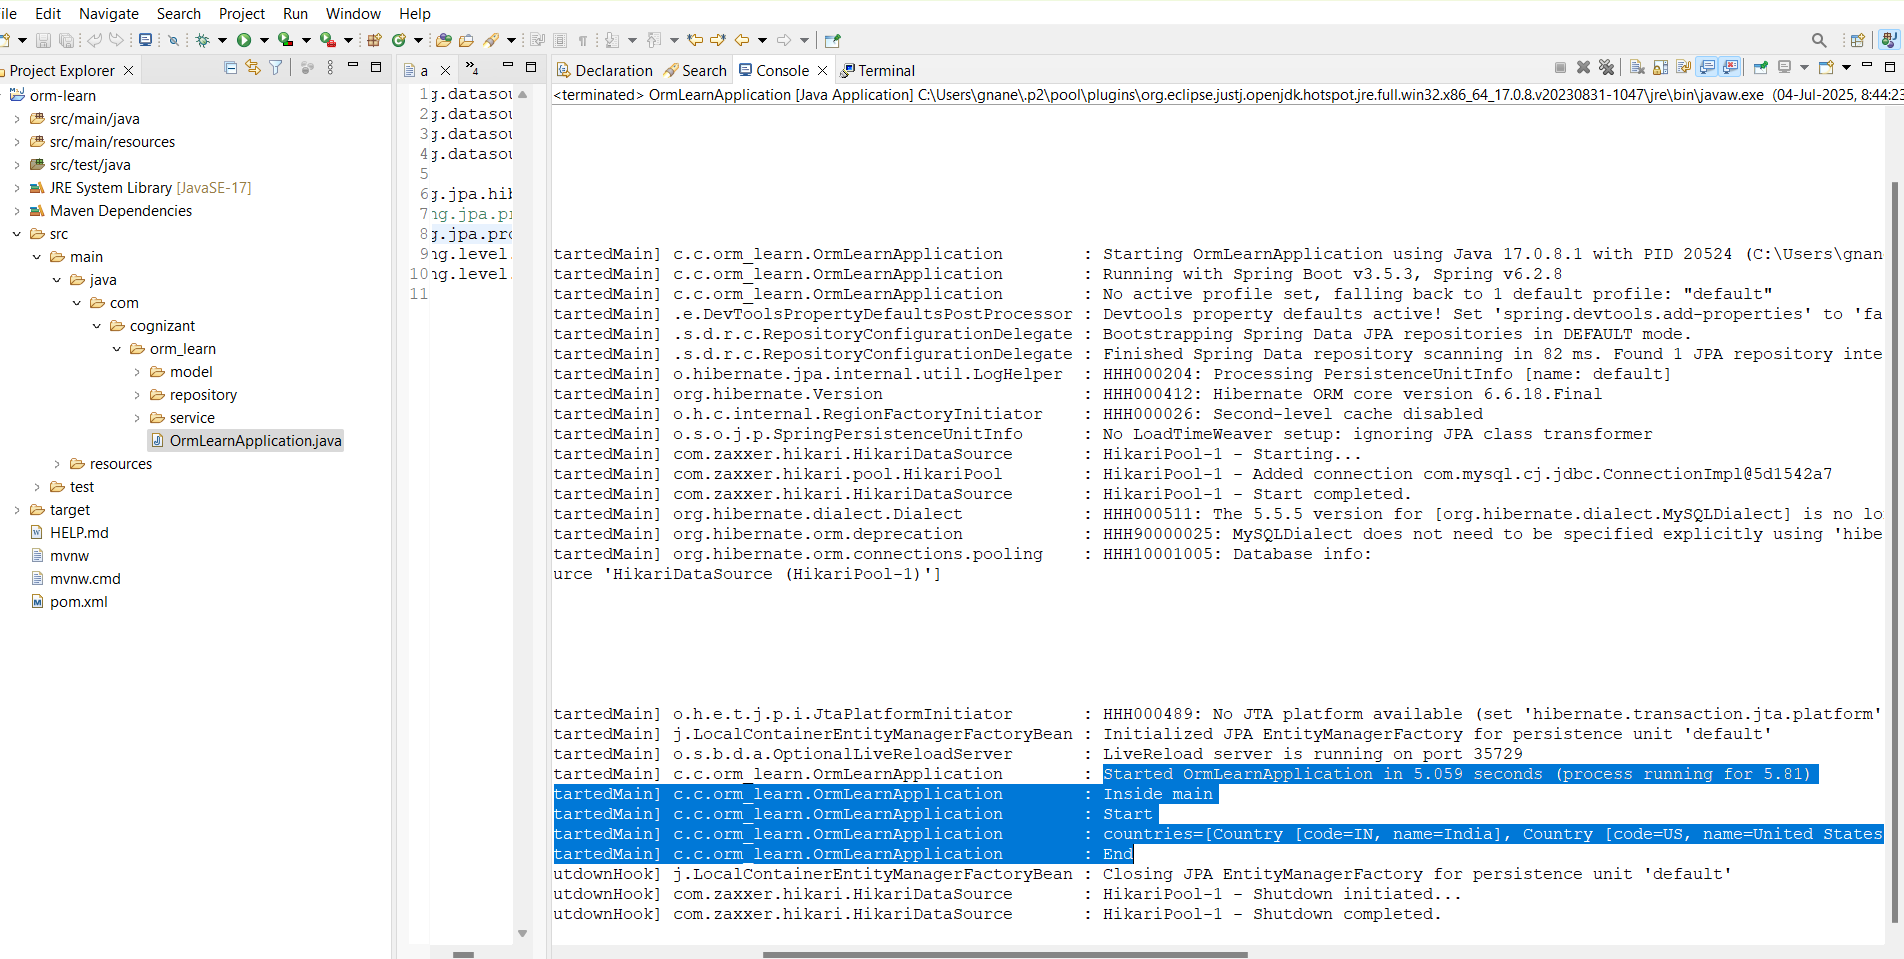 ile Edit Navigate Search Project Run Window Help
Project Explorer
orm-learn
src/main/java
src/main/resources
src/test/java
JRE System Library [JavaSE-17]
Maven Dependencies
src
main
java
com
cognizant
orm_learn
model
repository
service
OrmLearnApplication.java
resources
test
target
HELP.md
mvnw
mvnw.cmd
pom.xml
a
4
1 g.datasou
2 g.datasou
3 g.datasou
4 g.datasou
5
6 g.jpa.hib
7 ng.jpa.pr
8 g.jpa.pro
9 ng.level.
10 ng.level.
11
Declaration Search Console Terminal
<terminated> OrmLearnApplication [Java Application] C:\Users\gnane\.p2\pool\plugins\org.eclipse.justj.openjdk.hotspot.jre.full.win32.x86_64_17.0.8.v20230831-1047\jre\bin\javaw.exe (04-Jul-2025, 8:44:23
tartedMain] c.c.orm_learn.OrmLearnApplication : Starting OrmLearnApplication using Java 17.0.8.1 with PID 20524 (C:\Users\gnan
tartedMain] c.c.orm_learn.OrmLearnApplication : Running with Spring Boot v3.5.3, Spring v6.2.8
tartedMain] c.c.orm_learn.OrmLearnApplication : No active profile set, falling back to 1 default profile: "default"
tartedMain] .e.DevToolsPropertyDefaultsPostProcessor : Devtools property defaults active! Set 'spring.devtools.add-properties' to 'fa
tartedMain] .s.d.r.c.RepositoryConfigurationDelegate : Bootstrapping Spring Data JPA repositories in DEFAULT mode.
tartedMain] .s.d.r.c.RepositoryConfigurationDelegate : Finished Spring Data repository scanning in 82 ms. Found 1 JPA repository inte
tartedMain] o.hibernate.jpa.internal.util.LogHelper : HHH000204: Processing PersistenceUnitInfo [name: default]
tartedMain] org.hibernate.Version : HHH000412: Hibernate ORM core version 6.6.18.Final
tartedMain] o.h.c.internal.RegionFactoryInitiator : HHH000026: Second-level cache disabled
tartedMain] o.s.o.j.p.SpringPersistenceUnitInfo : No LoadTimeWeaver setup: ignoring JPA class transformer
tartedMain] com.zaxxer.hikari.HikariDataSource : HikariPool-1 - Starting...
tartedMain] com.zaxxer.hikari.pool.HikariPool : HikariPool-1 - Added connection com.mysql.cj.jdbc.ConnectionImpl@5d1542a7
tartedMain] com.zaxxer.hikari.HikariDataSource : HikariPool-1 - Start completed.
tartedMain] org.hibernate.dialect.Dialect : HHH000511: The 5.5.5 version for [org.hibernate.dialect.MySQLDialect] is no lo
tartedMain] org.hibernate.orm.deprecation : HHH90000025: MySQLDialect does not need to be specified explicitly using 'hibe
tartedMain] org.hibernate.orm.connections.pooling : HHH10001005: Database info:
urce 'HikariDataSource (HikariPool-1)']
tartedMain] o.h.e.t.j.p.i.JtaPlatformInitiator : HHH000489: No JTA platform available (set 'hibernate.transaction.jta.platform'
tartedMain] j.LocalContainerEntityManagerFactoryBean : Initialized JPA EntityManagerFactory for persistence unit 'default'
tartedMain] o.s.b.d.a.OptionalLiveReloadServer : LiveReload server is running on port 35729
tartedMain] c.c.orm_learn.OrmLearnApplication : Started OrmLearnApplication in 5.059 seconds (process running for 5.81)
tartedMain] c.c.orm_learn.OrmLearnApplication : Inside main
tartedMain] c.c.orm_learn.OrmLearnApplication : Start
tartedMain] c.c.orm_learn.OrmLearnApplication : countries=[Country [code=IN, name=India], Country [code=US, name=United States
tartedMain] c.c.orm_learn.OrmLearnApplication : End
utdownHook] j.LocalContainerEntityManagerFactoryBean : Closing JPA EntityManagerFactory for persistence unit 'default'
utdownHook] com.zaxxer.hikari.HikariDataSource : HikariPool-1 - Shutdown initiated...
utdownHook] com.zaxxer.hikari.HikariDataSource : HikariPool-1 - Shutdown completed.